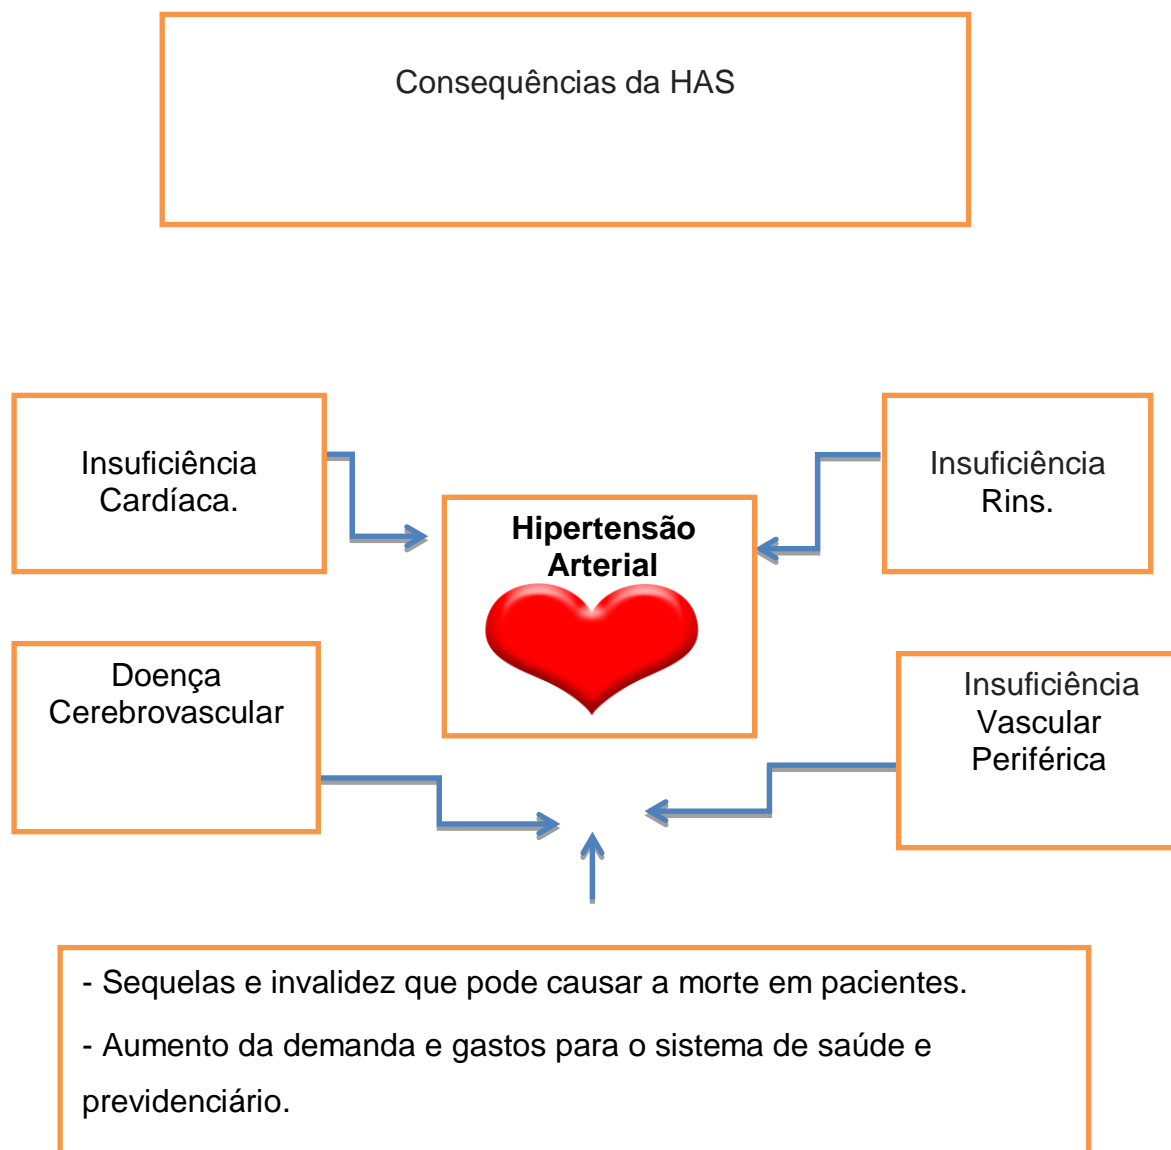 Consequências da HAS
Insuficiência
Cardíaca.
Insuficiência
Rins.
Hipertensão
Arterial
Doença
Cerebrovascular
Insuficiência
Vascular
Periférica
- Sequelas e invalidez que pode causar a morte em pacientes.
- Aumento da demanda e gastos para o sistema de saúde e
previdenciário.